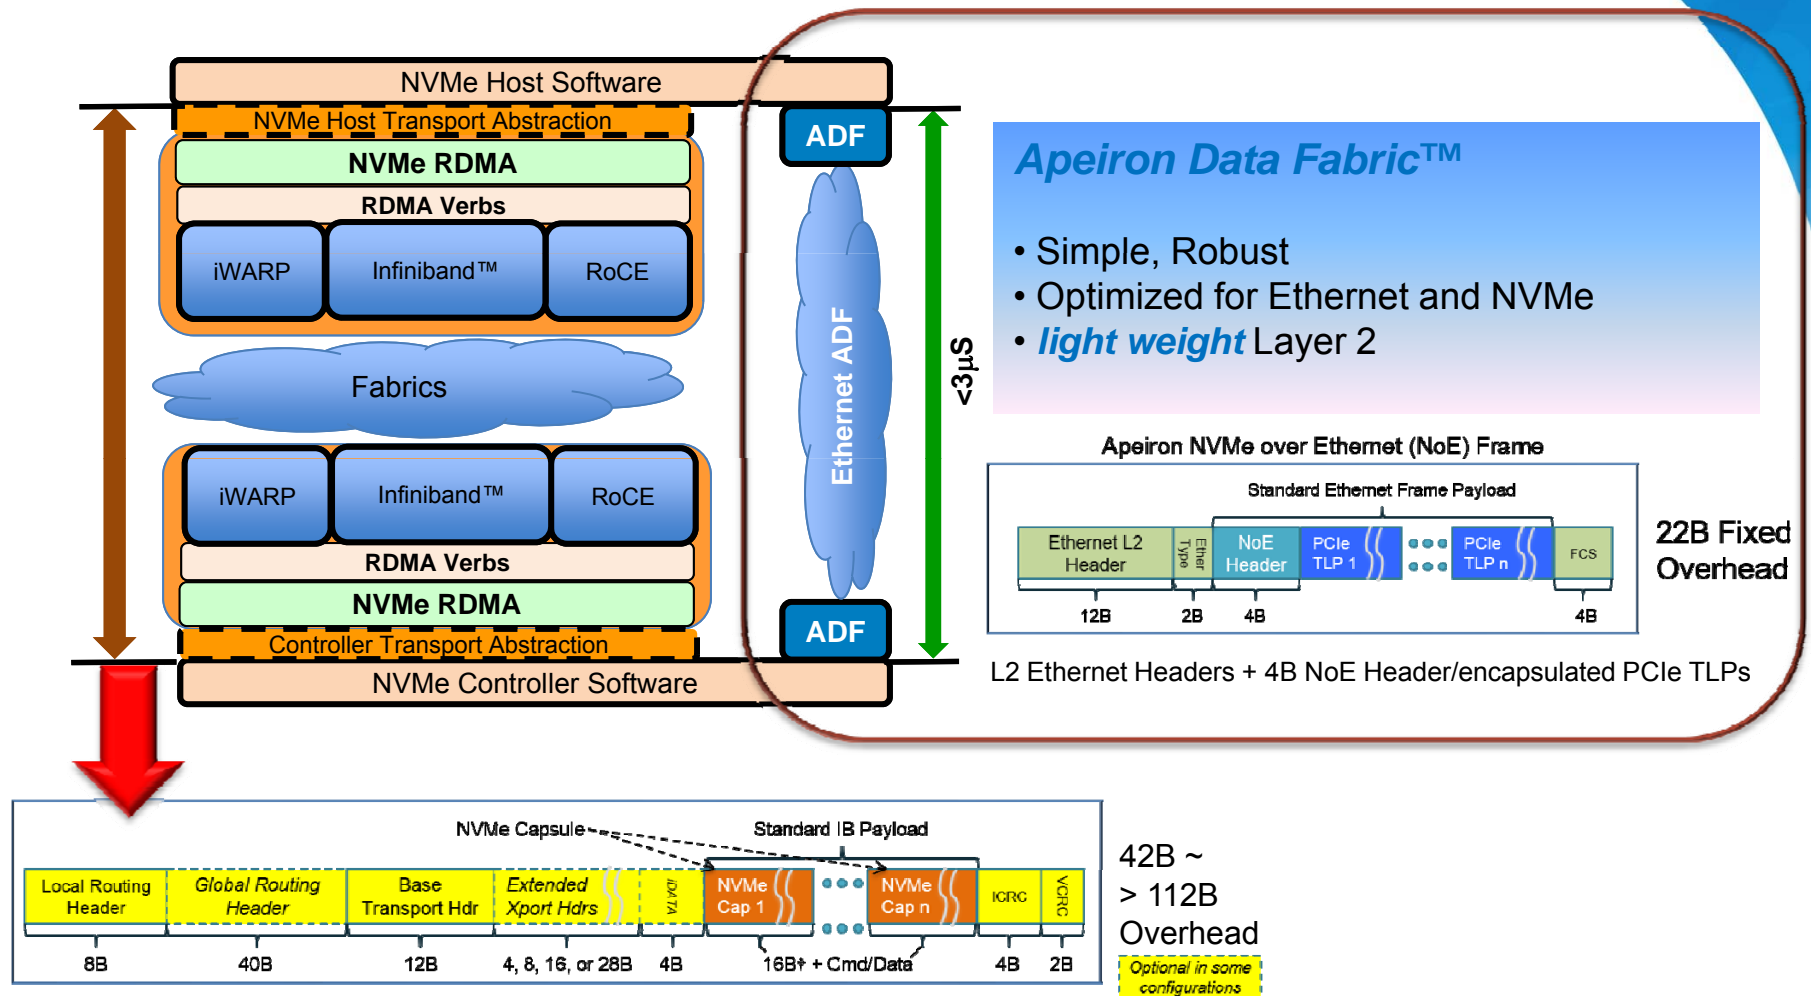 NVMe Host Software
NVMe Host Transport Abstraction
NVMe RDMA
RDMA Verbs
iWARP
Infiniband™
RoCE
Fabrics
iWARP
Infiniband™
RoCE
RDMA Verbs
NVMe RDMA
Controller Transport Abstraction
NVMe Controller Software
ADF
Ethernet ADF
ADF
<3µS
Apeiron Data Fabric™
• Simple, Robust
• Optimized for Ethernet and NVMe
• light weight Layer 2
Apeiron NVMe over Ethernet (NoE) Frame
Standard Ethernet Frame Payload
Ethernet L2
Header
Ether
Type
NoE
Header
PCIe
TLP 1
PCIe
TLP n
FCS
12B
2B
4B
4B
22B Fixed
Overhead
L2 Ethernet Headers + 4B NoE Header/encapsulated PCIe TLPs
NVMe Capsule
Standard IB Payload
Local Routing
Header
Global Routing
Header
Base
Transport Hdr
Extended
Xport Hdrs
iDATA
NVMe
Cap 1
NVMe
Cap n
ICRC
VCRC
8B
40B
12B
4, 8, 16, or 28B
4B
16B+ + Cmd/Data
4B
2B
42B ~
> 112B
Overhead
Optional in some
configurations